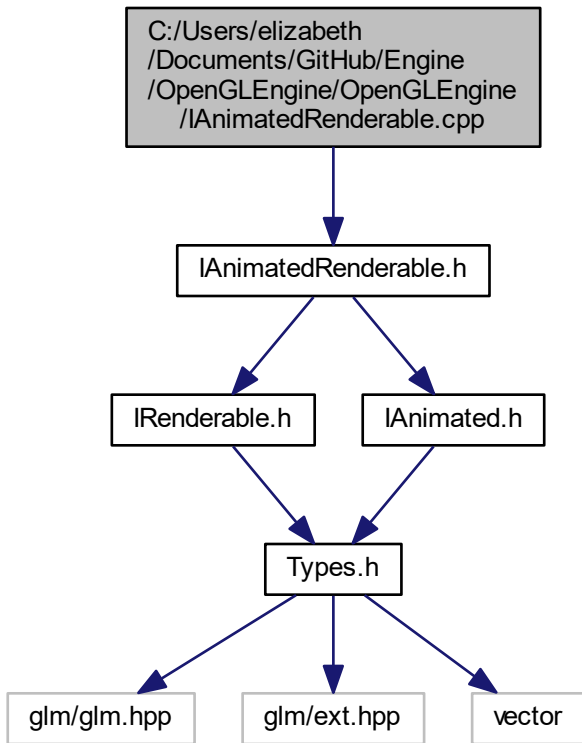 C:/Users/elizabeth
/Documents/GitHub/Engine
/OpenGLEngine/OpenGLEngine
/IAnimatedRenderable.cpp
IAnimatedRenderable.h
IRenderable.h
IAnimated.h
Types.h
glm/glm.hpp
glm/ext.hpp
vector